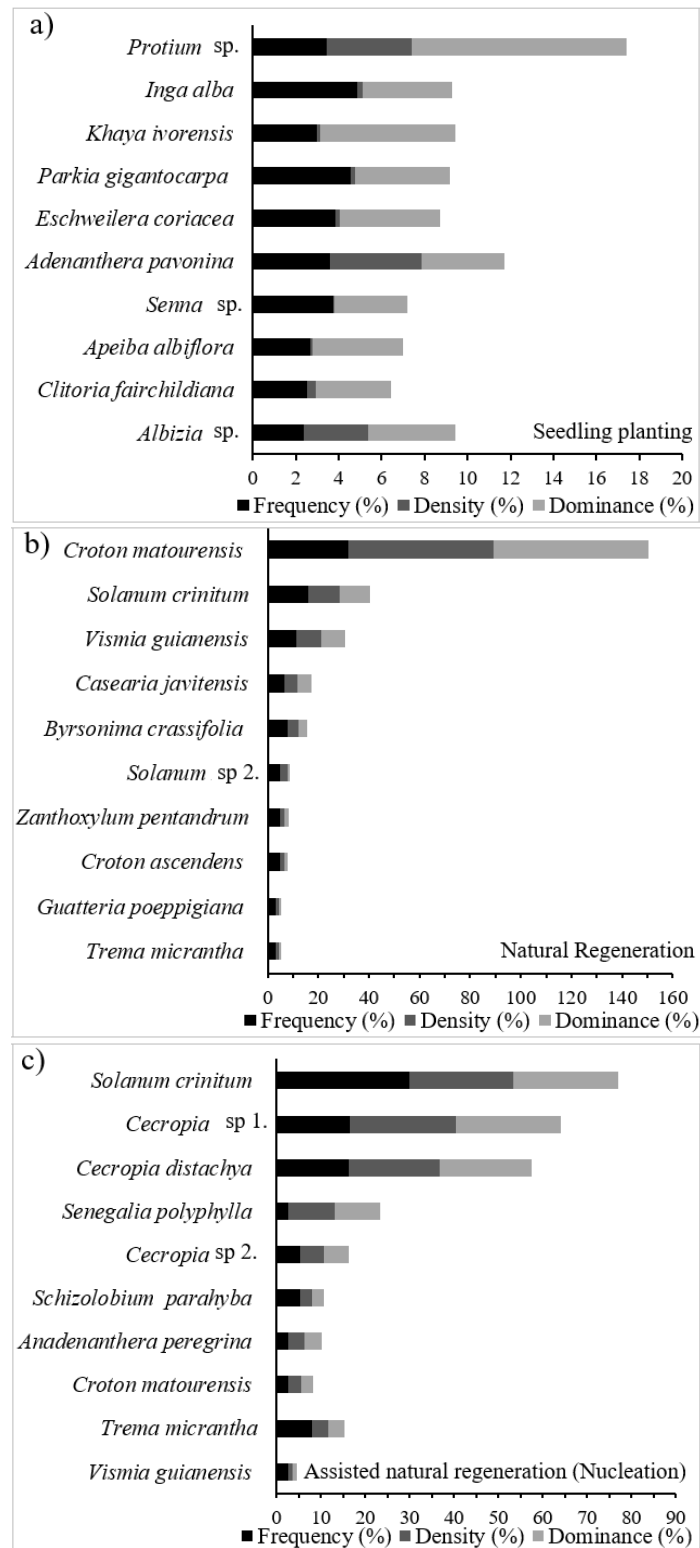 a)
Protium sp.
Inga alba
Khaya ivorensis
Parkia gigantocarpa
Eschweilera coriacea
Adenanthera pavonina
Senna sp.
Apeiba albiflora
Clitoria fairchildiana
Albizia sp.
Seedling planting
0 2 4 6 8 10 12 14 16 18 20
Frequency (%) Density (%) Dominance (%)
b)
Croton matourensis
Solanum crinitum
Vismia guianensis
Casearia javitensis
Byrsonima crassifolia
Solanum sp 2.
Zanthoxylum pentandrum
Croton ascendens
Guatteria poeppigiana
Trema micrantha
Natural Regeneration
0 20 40 60 80 100 120 140 160
Frequency (%) Density (%) Dominance (%)
c)
Solanum crinitum
Cecropia sp 1.
Cecropia distachya
Senegalia polyphylla
Cecropia sp 2.
Schizolobium parahyba
Anadenanthera peregrina
Croton matourensis
Trema micrantha
Vismia guianensis
Assisted natural regeneration (Nucleation)
0 10 20 30 40 50 60 70 80 90
Frequency (%) Density (%) Dominance (%)